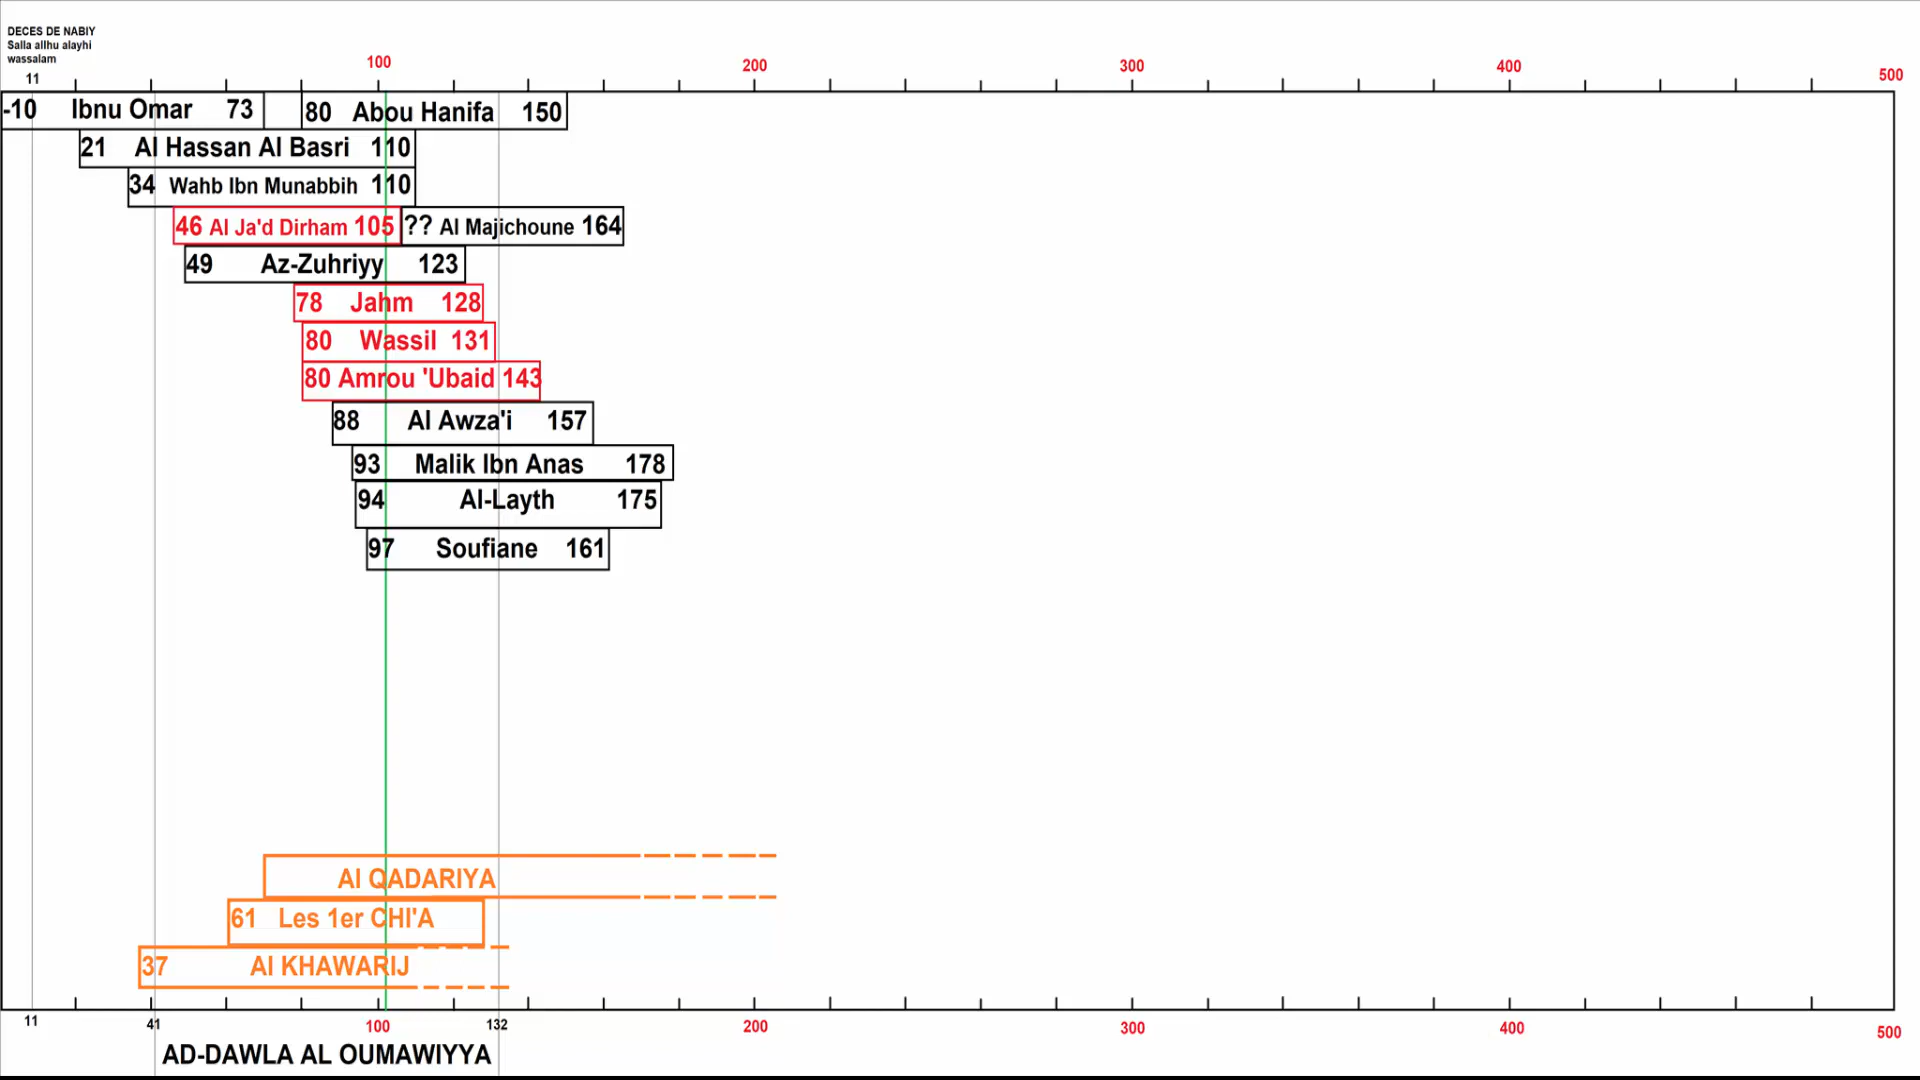 DECES DE NABIY
Salla allhu alayhi
wassalam
11
100 200 300 400 500
-10 Ibnu Omar 73 80 Abou Hanifa 150
21 Al Hassan Al Basri 110
34 Wahb Ibn Munabbih 110
46 Al Ja'd Dirham 105 ?? Al Majichoune 164
49 Az-Zuhriyy 123
78 Jahm 128
80 Wassil 131
80 Amrou 'Ubaid 143
88 Al Awza'i 157
93 Malik Ibn Anas 178
94 Al-Layth 175
97 Soufiane 161
Al QADARIYA
61 Les 1er CHI'A
37 Al KHAWARIJ
11 41 100 132 200 300 400 500
AD-DAWLA AL OUMAWIYYA